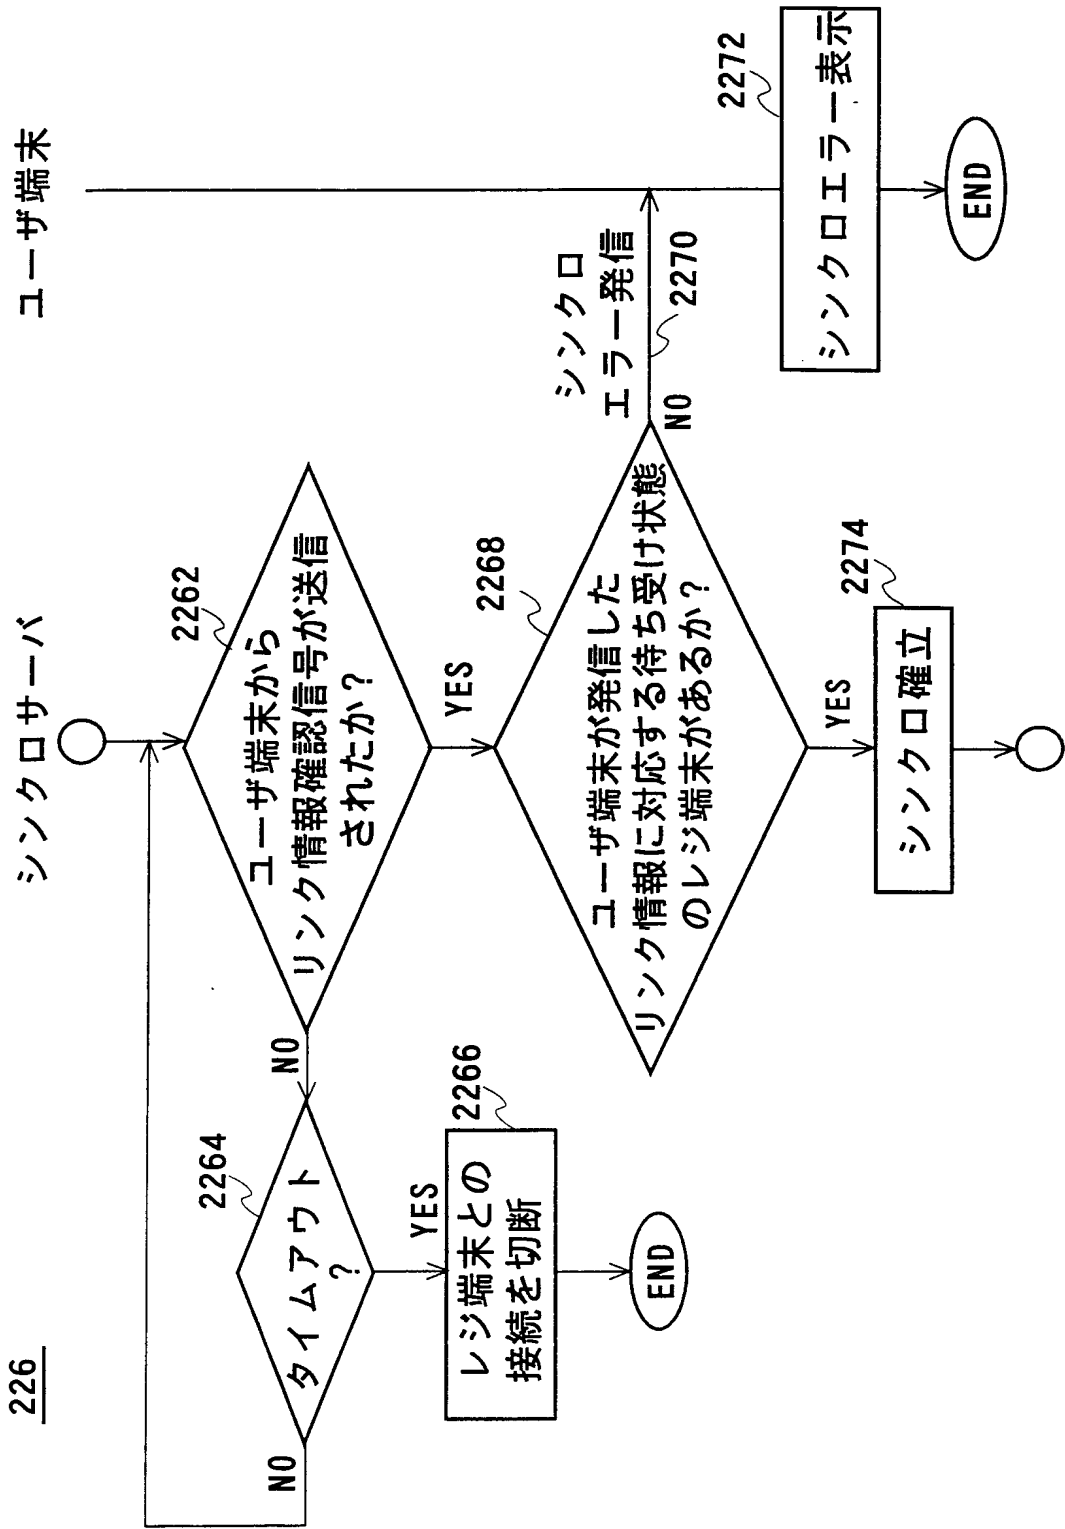 226
シンクロサーバ
ユーザ端末
2262
ユーザ端末から
リンク情報確認信号が送信
されたか？
NO
YES
2264
タイムアウト
？
NO
YES
2266
レジ端末との
接続を切断
END
2268
ユーザ端末が発信した
リンク情報に対応する待ち受け状態
のレジ端末があるか？
NO
YES
シンクロ
エラー発信
2270
2272
シンクロエラー表示
END
2274
シンクロ確立